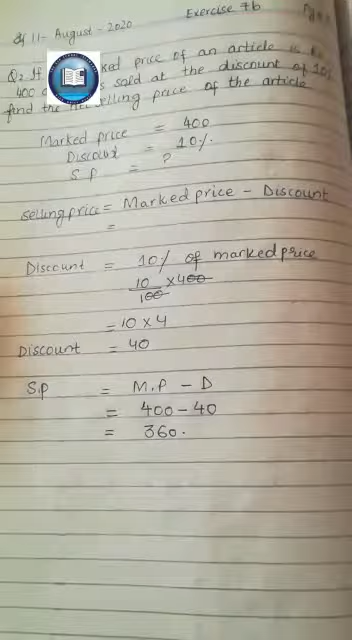 11- August - 2020
Exercise 7b
Q2 If ked price of an article is
400 s sold at the discount of 10%
find the selling price of the article
Marked price = 400
Discount = 10%.
S P = ?
Selling price = Marked price - Discount
=
Discount = 10% of marked price
10/100 × 400
= 10 × 4
Discount = 40
S.p = M.P - D
= 400 - 40
= 360.